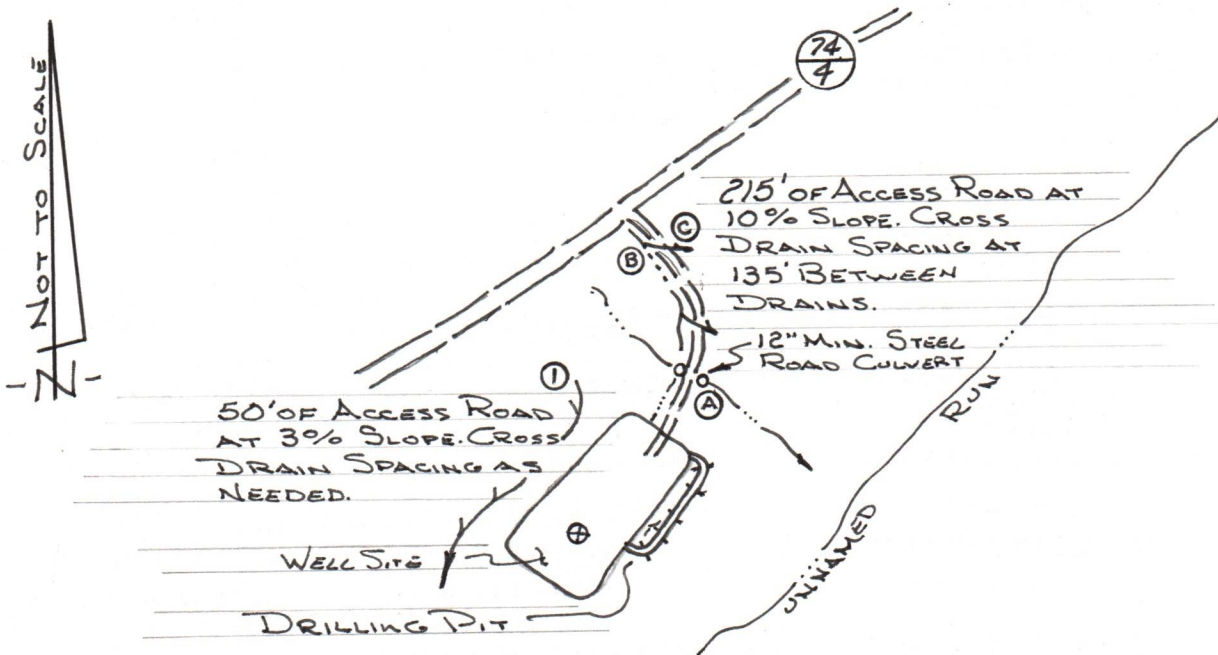 NOT TO SCALE
N
74
4
215' OF ACCESS ROAD AT
10% SLOPE. CROSS
DRAIN SPACING AT
135' BETWEEN
DRAINS.
C
B
12" MIN. STEEL
ROAD CULVERT
A
1
50' OF ACCESS ROAD
AT 3% SLOPE. CROSS
DRAIN SPACING AS
NEEDED.
WELL SITE
DRILLING PIT
UNNAMED RUN